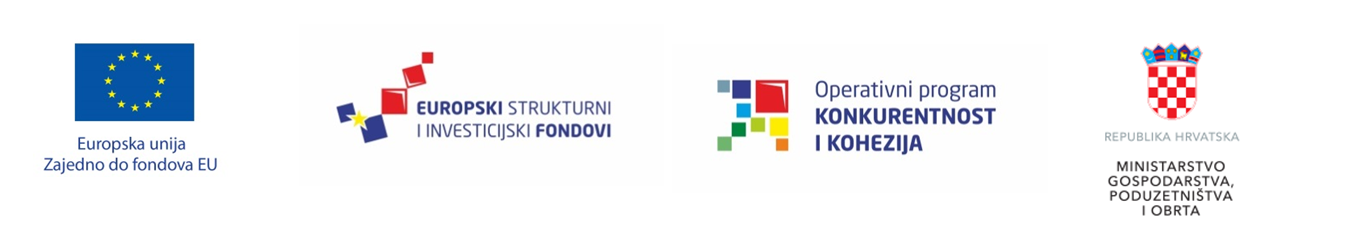 Europska unija
Zajedno do fondova EU
EUROPSKI STRUKTURNI
I INVESTICIJSKI FONDOVI
Operativni program
KONKURENTNOST
I KOHEZIJA
REPUBLIKA HRVATSKA
MINISTARSTVO
GOSPODARSTVA,
PODUZETNIŠTVA
I OBRTA